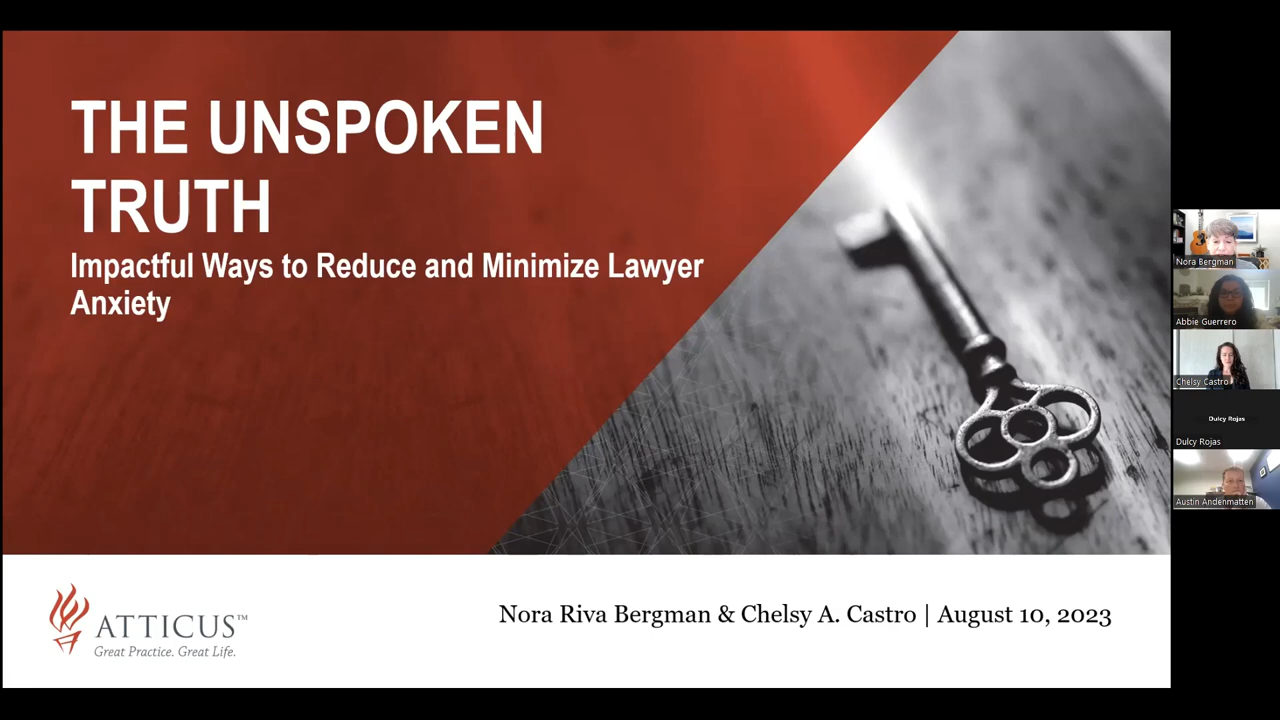 THE UNSPOKEN
TRUTH
Impactful Ways to Reduce and Minimize Lawyer
Anxiety
ATTICUS™
Great Practice. Great Life.
Nora Riva Bergman & Chelsy A. Castro | August 10, 2023
Nora Bergman
Abbie Guerrero
Chelsy Castro
Dulcy Rojas
Dulcy Rojas
Austin Andenmatten